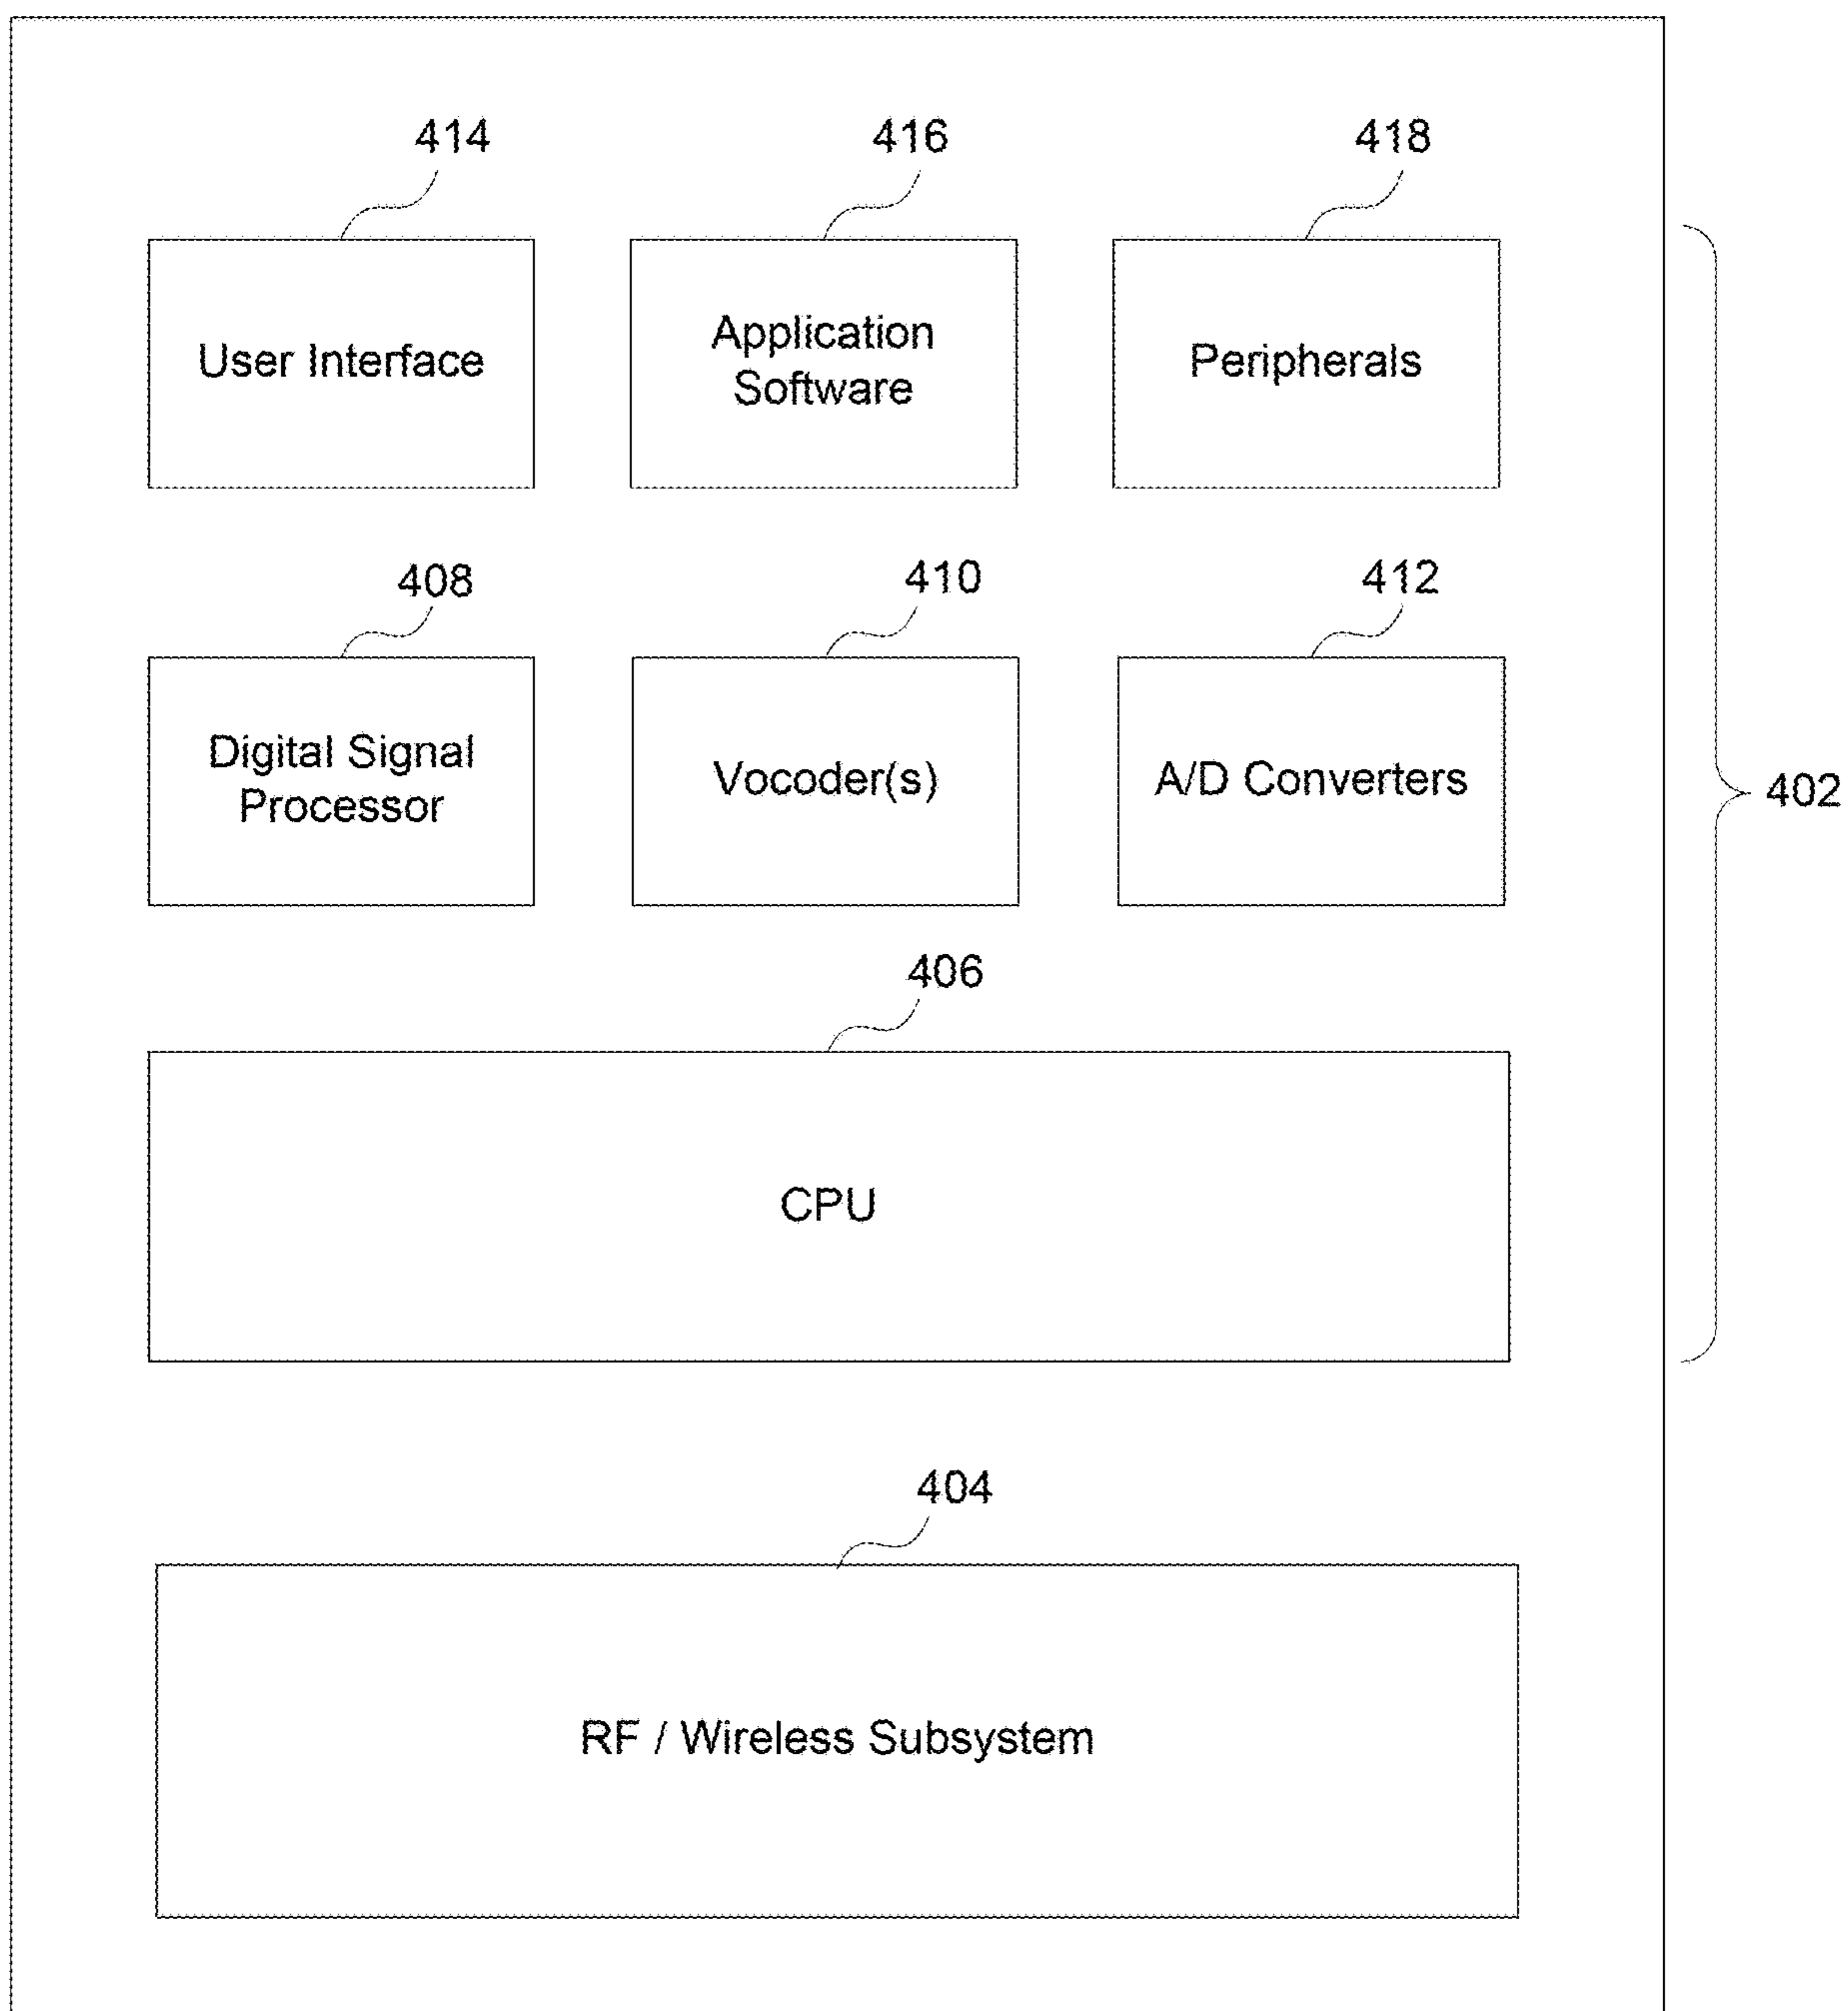 414
416
418
User Interface
Application
Software
Peripherals
408
410
412
Digital Signal
Processor
Vocoder(s)
A/D Converters
402
406
CPU
404
RF / Wireless Subsystem